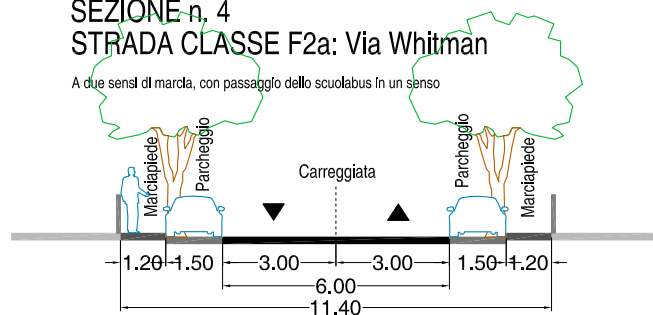 SEZIONE n. 4
STRADA CLASSE F2a: Via Whitman
A due sensi di marcia, con passaggio dello scuolabus in un senso
Marciapiede
Parcheggio
Carreggiata
Parcheggio
Marciapiede
1.20 1.50 3.00 3.00 1.50 1.20
6.00
11.40